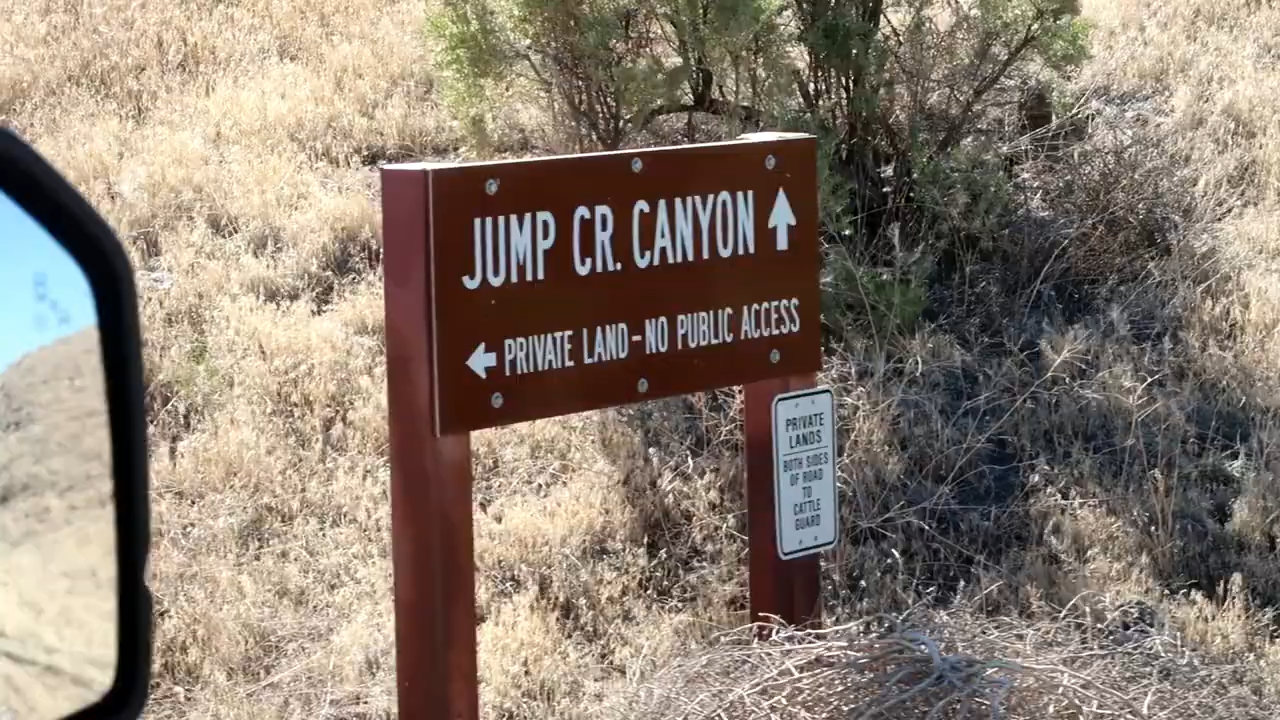 JUMP CR. CANYON ↑
← PRIVATE LAND-NO PUBLIC ACCESS
PRIVATE
LANDS
BOTH SIDES
OF ROAD
TO
CATTLE
GUARD